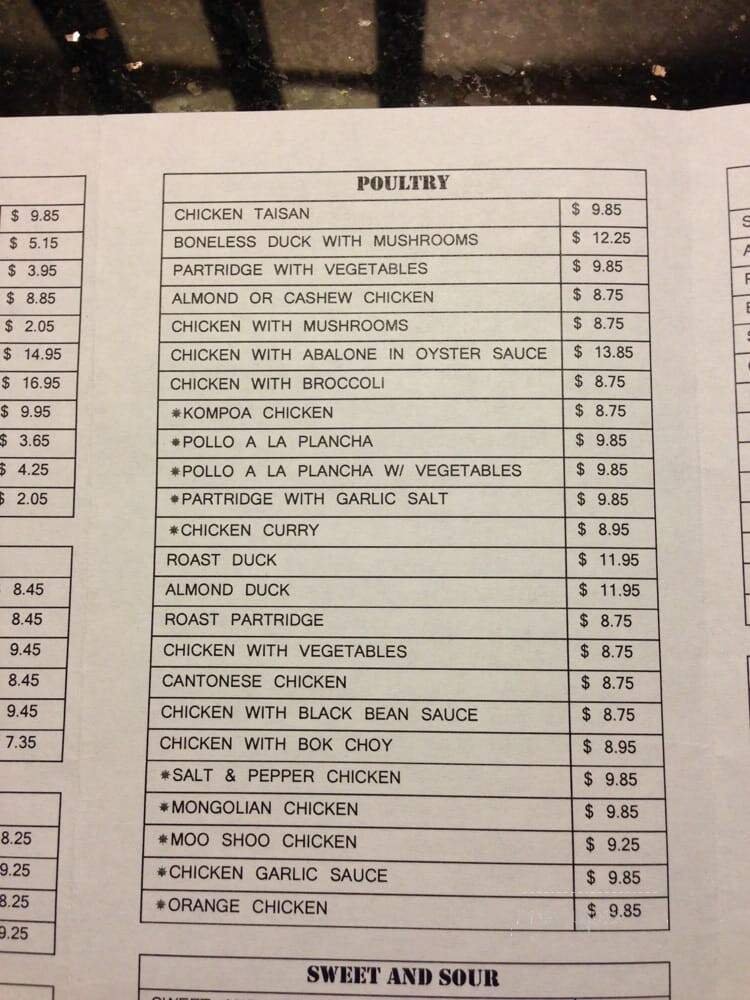 $ 9.85
$ 5.15
$ 3.95
$ 8.85
$ 2.05
$ 14.95
$ 16.95
$ 9.95
$ 3.65
$ 4.25
$ 2.05
8.45
8.45
9.45
8.45
9.45
7.35
8.25
9.25
8.25
9.25
POULTRY
CHICKEN TAISAN $ 9.85
BONELESS DUCK WITH MUSHROOMS $ 12.25
PARTRIDGE WITH VEGETABLES $ 9.85
ALMOND OR CASHEW CHICKEN $ 8.75
CHICKEN WITH MUSHROOMS $ 8.75
CHICKEN WITH ABALONE IN OYSTER SAUCE $ 13.85
CHICKEN WITH BROCCOLI $ 8.75
*KOMPOA CHICKEN $ 8.75
*POLLO A LA PLANCHA $ 9.85
*POLLO A LA PLANCHA W/ VEGETABLES $ 9.85
*PARTRIDGE WITH GARLIC SALT $ 9.85
*CHICKEN CURRY $ 8.95
ROAST DUCK $ 11.95
ALMOND DUCK $ 11.95
ROAST PARTRIDGE $ 8.75
CHICKEN WITH VEGETABLES $ 8.75
CANTONESE CHICKEN $ 8.75
CHICKEN WITH BLACK BEAN SAUCE $ 8.75
CHICKEN WITH BOK CHOY $ 8.95
*SALT & PEPPER CHICKEN $ 9.85
*MONGOLIAN CHICKEN $ 9.85
*MOO SHOO CHICKEN $ 9.25
*CHICKEN GARLIC SAUCE $ 9.85
*ORANGE CHICKEN $ 9.85
SWEET AND SOUR